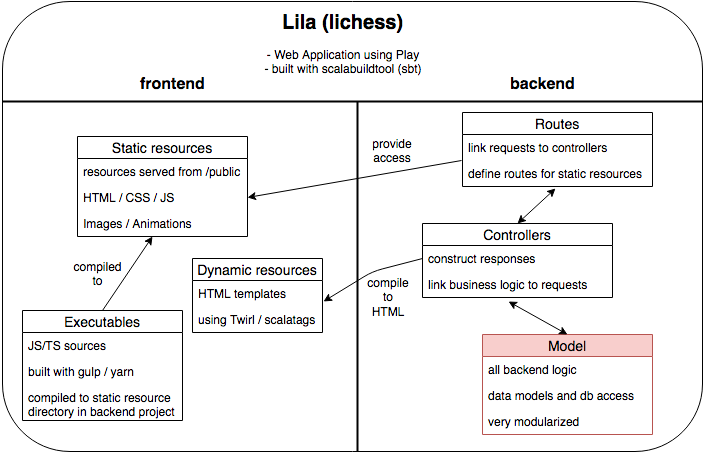 Lila (lichess)
- Web Application using Play
- built with scalabuildtool (sbt)
frontend
backend
Static resources
resources served from /public
HTML / CSS / JS
Images / Animations
provide
access
Routes
link requests to controllers
define routes for static resources
Controllers
construct responses
link business logic to requests
compiled
to
Dynamic resources
HTML templates
using Twirl / scalatags
compile
to
HTML
Executables
JS/TS sources
built with gulp / yarn
compiled to static resource
directory in backend project
Model
all backend logic
data models and db access
very modularized